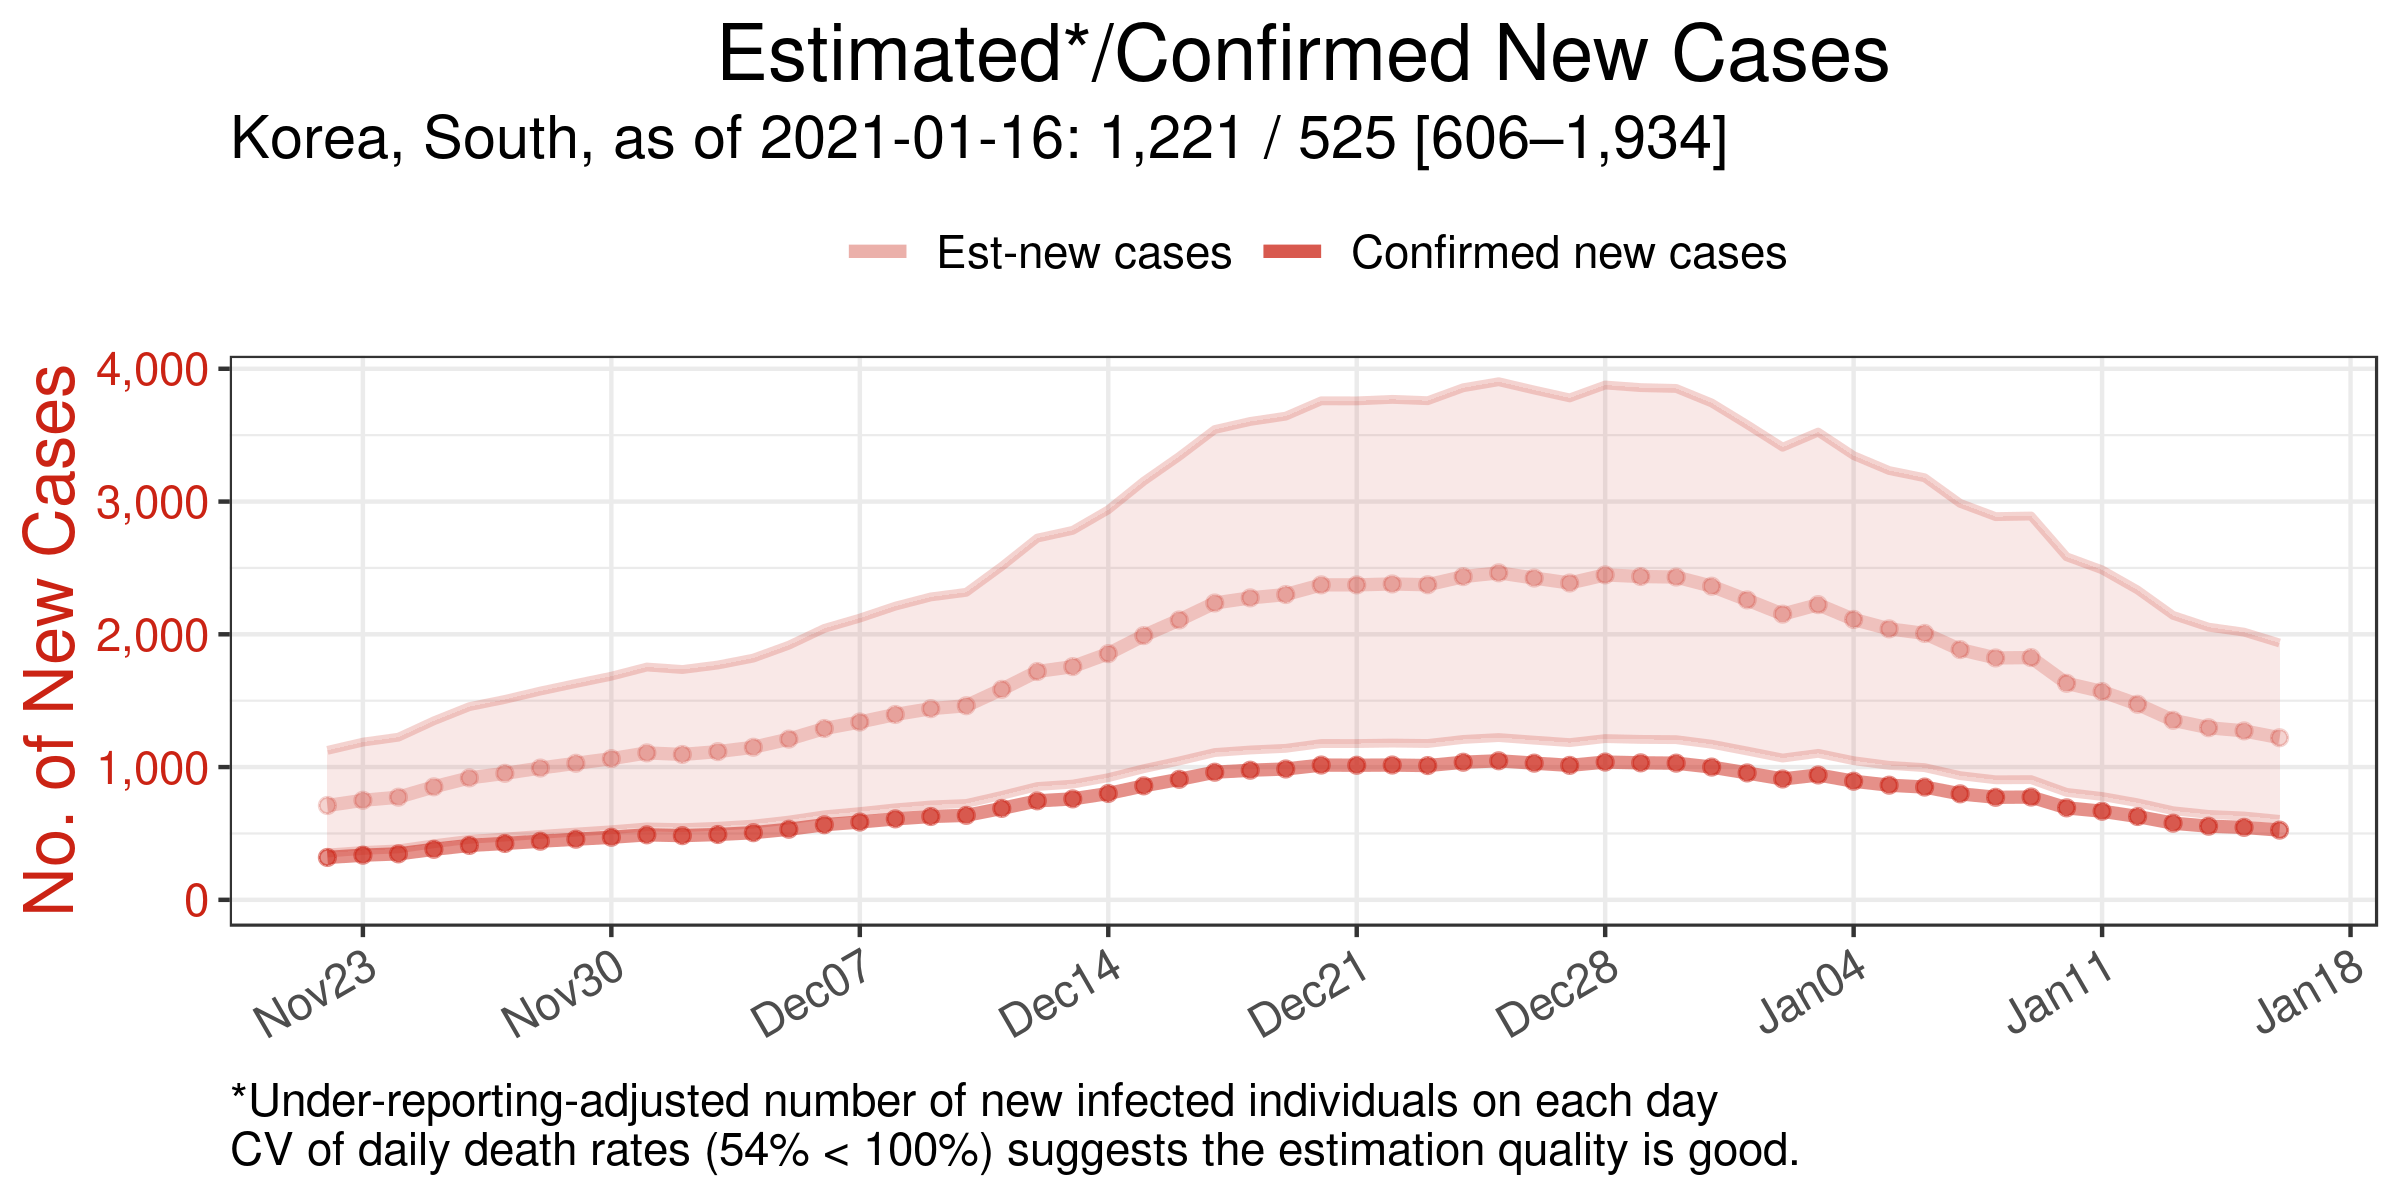 Estimated*/Confirmed New Cases
Korea, South, as of 2021-01-16: 1,221 / 525 [606–1,934]
Est-new cases
Confirmed new cases
No. of New Cases
4,000
3,000
2,000
1,000
0
Nov23
Nov30
Dec07
Dec14
Dec21
Dec28
Jan04
Jan11
Jan18
*Under-reporting-adjusted number of new infected individuals on each day
CV of daily death rates (54% < 100%) suggests the estimation quality is good.